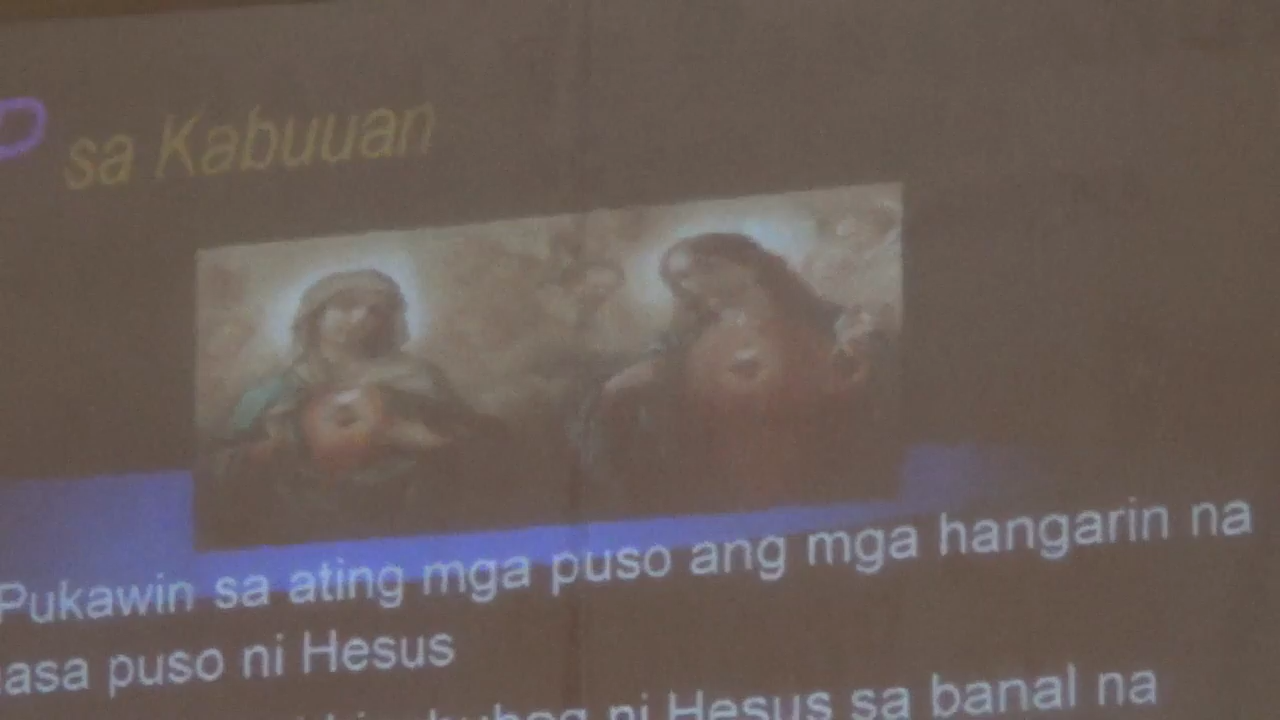 sa Kabuuan
Pukawin sa ating mga puso ang mga hangarin na
nasa puso ni Hesus
ni Hesus sa banal na